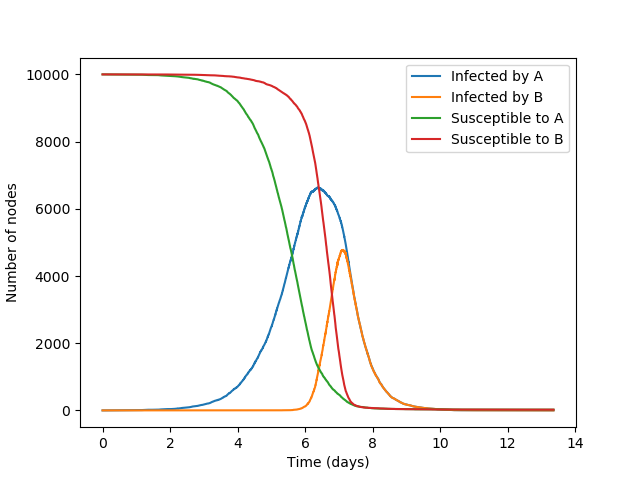 10000
8000
6000
4000
2000
0
Number of nodes
Infected by A
Infected by B
Susceptible to A
Susceptible to B
0 2 4 6 8 10 12 14
Time (days)